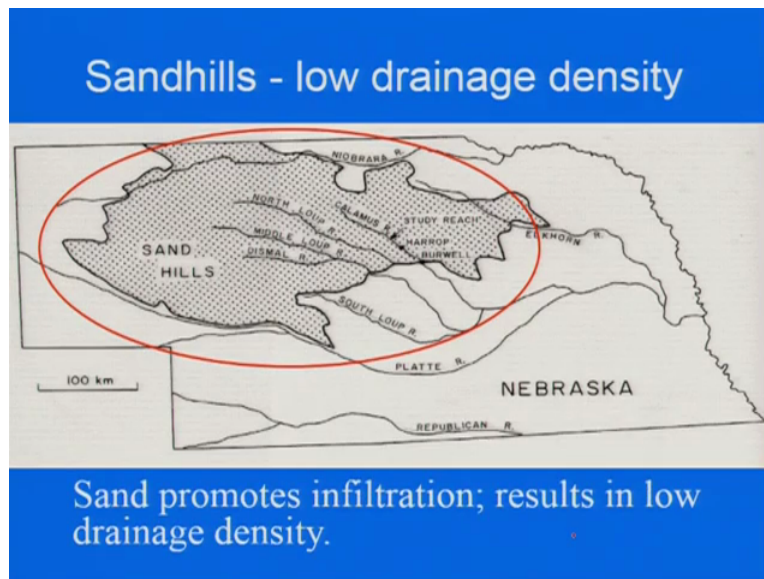 Sandhills - low drainage density
NIOBRARA R.
NORTH LOUP R.
CALAMUS R.
STUDY REACH
ELKHORN R.
HARROP
BURWELL
MIDDLE LOUP R.
DISMAL R.
SAND
HILLS
SOUTH LOUP R.
PLATTE R.
100 km
NEBRASKA
REPUBLICAN R.
Sand promotes infiltration; results in low
drainage density.